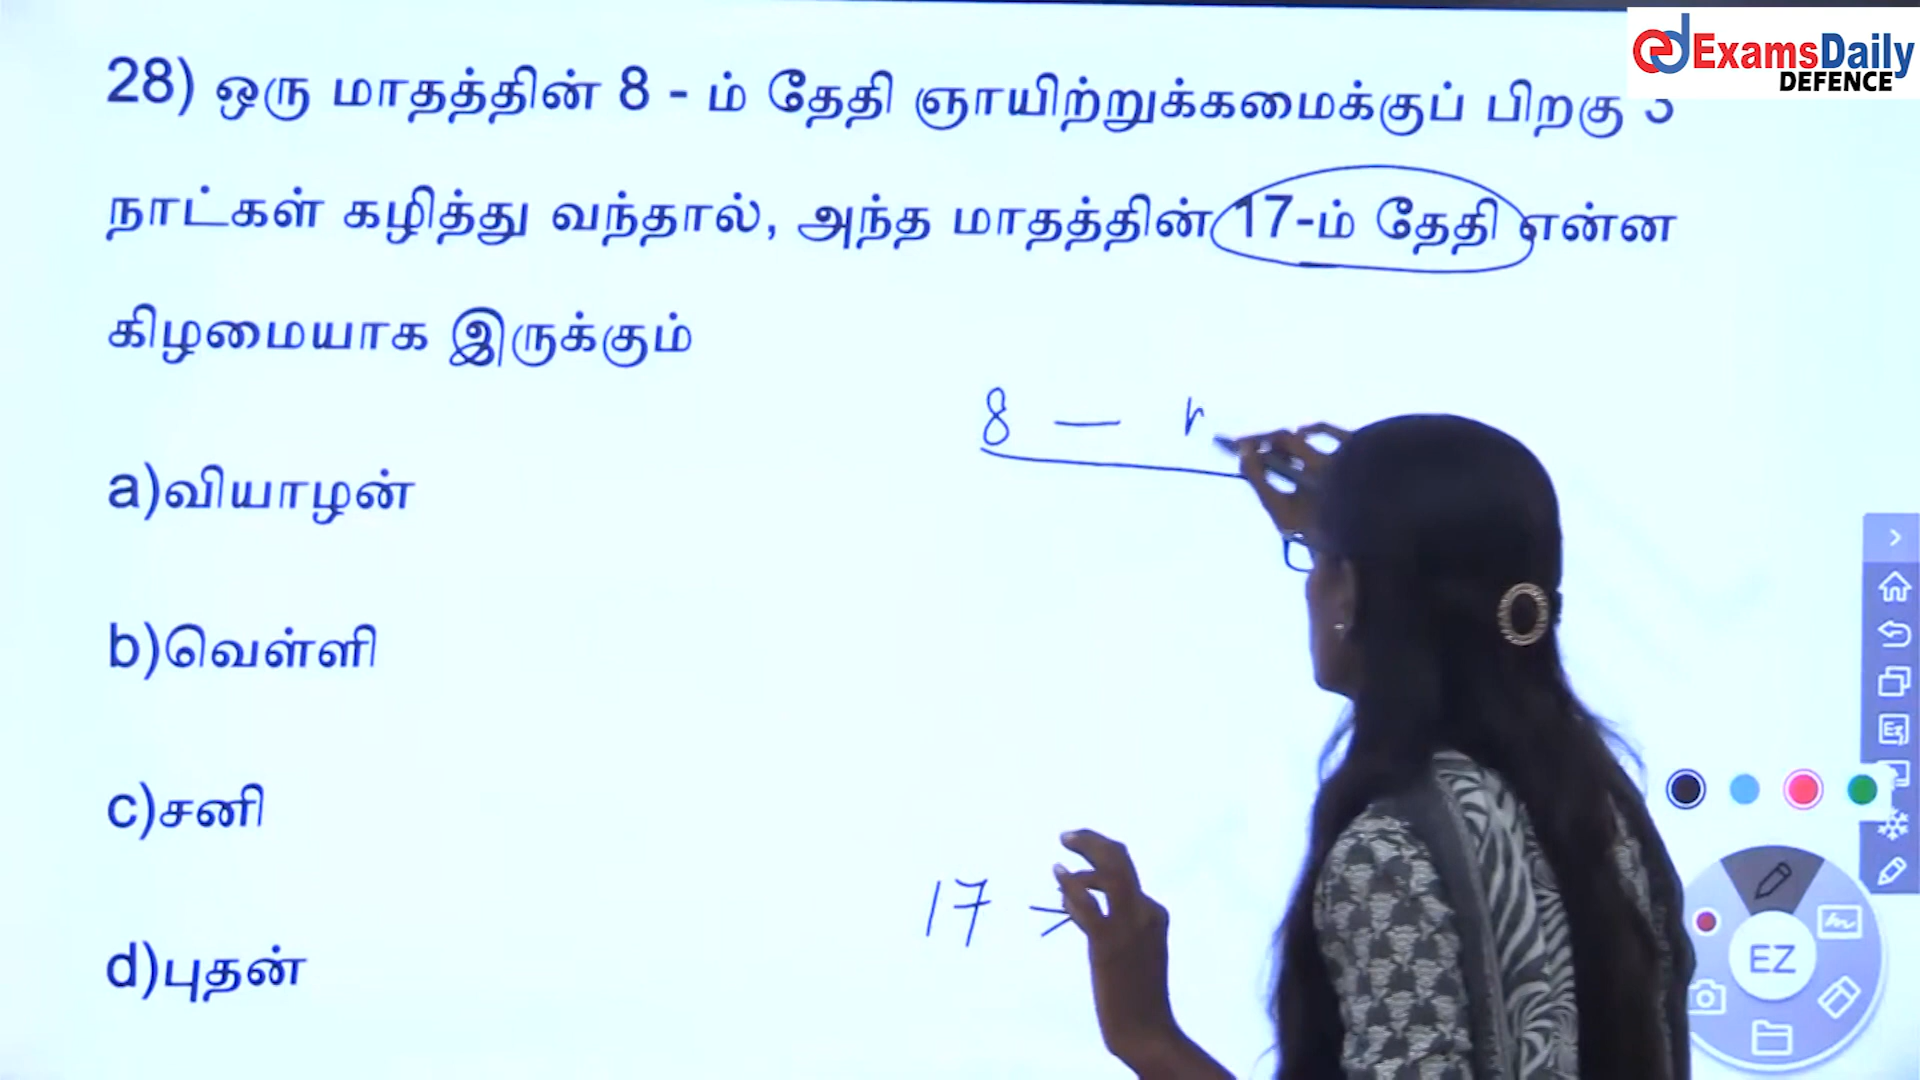 ExamsDaily
DEFENCE
28) ஒரு மாதத்தின் 8 - ம் தேதி ஞாயிற்றுக்கமைக்குப் பிறகு 3
நாட்கள் கழித்து வந்தால், அந்த மாதத்தின் 17-ம் தேதி என்ன
கிழமையாக இருக்கும்
8 —
a)வியாழன்
b)வெள்ளி
c)சனி
17
d)புதன்
EZ